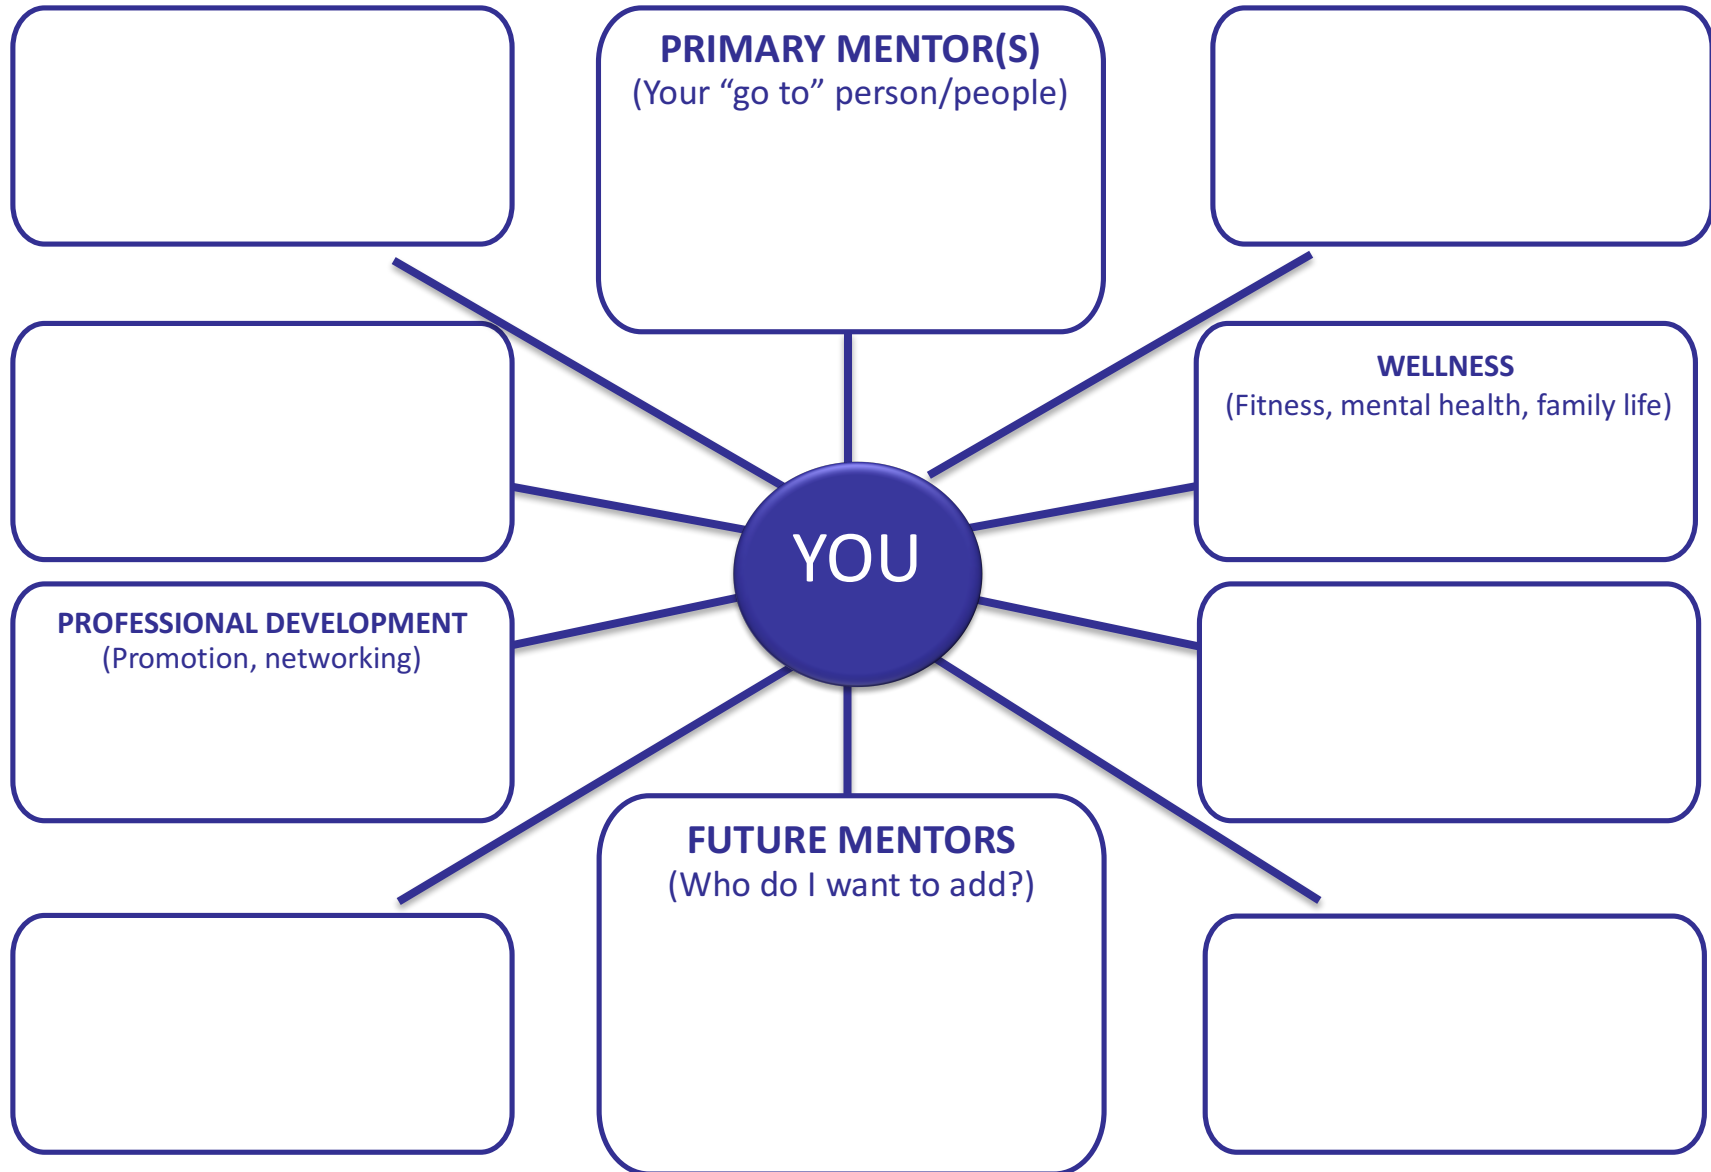 PRIMARY MENTOR(S)
(Your “go to” person/people)
WELLNESS
(Fitness, mental health, family life)
YOU
PROFESSIONAL DEVELOPMENT
(Promotion, networking)
FUTURE MENTORS
(Who do I want to add?)